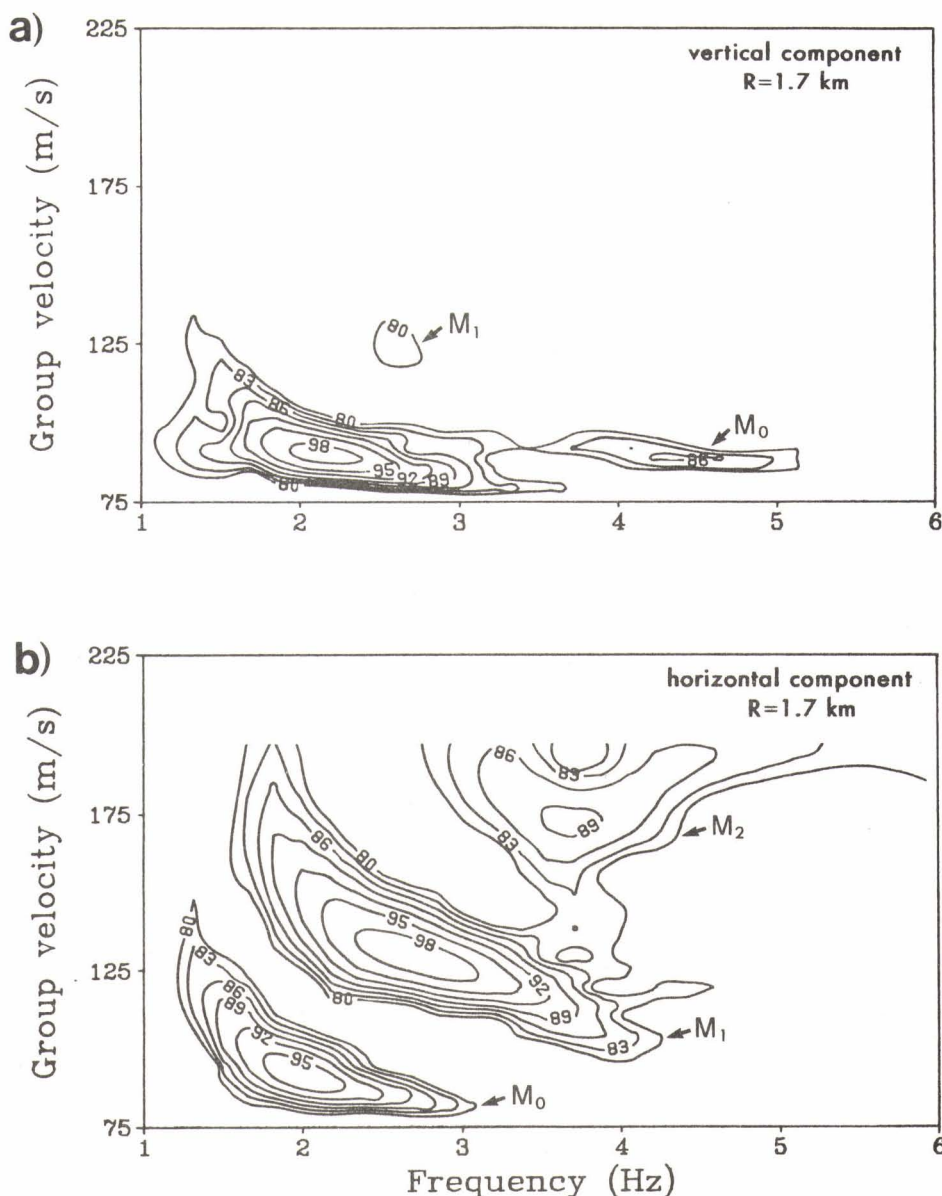 a)
225
vertical component
R=1.7 km
Group velocity (m/s)
175
80
M₁
125
83
86
80
M₀
98
86
95
92
89
80
75
1 2 3 4 5 6
b)
225
horizontal component
R=1.7 km
Group velocity (m/s)
86
83
175
89
M₂
83
86
80
95
98
80
125
92
83
80
86
89
89
M₁
92
83
95
M₀
75
1 2 3 4 5 6
Frequency (Hz)